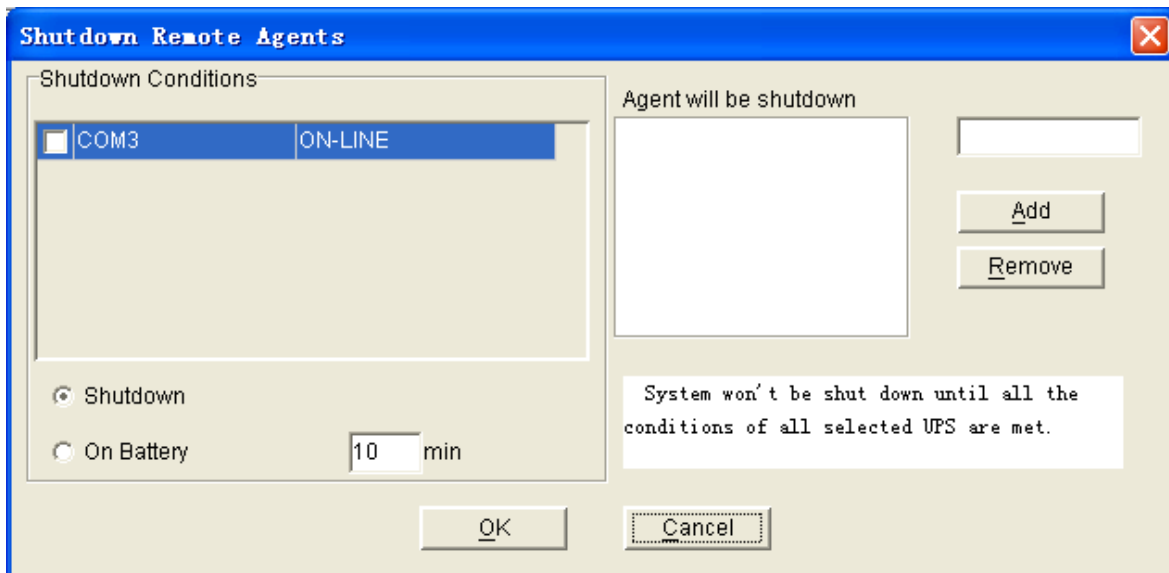 Shutdown Remote Agents
Shutdown Conditions
COM3 ON-LINE
Shutdown
On Battery 10 min
Agent will be shutdown
Add
Remove
System won't be shut down until all the
conditions of all selected UPS are met.
OK
Cancel